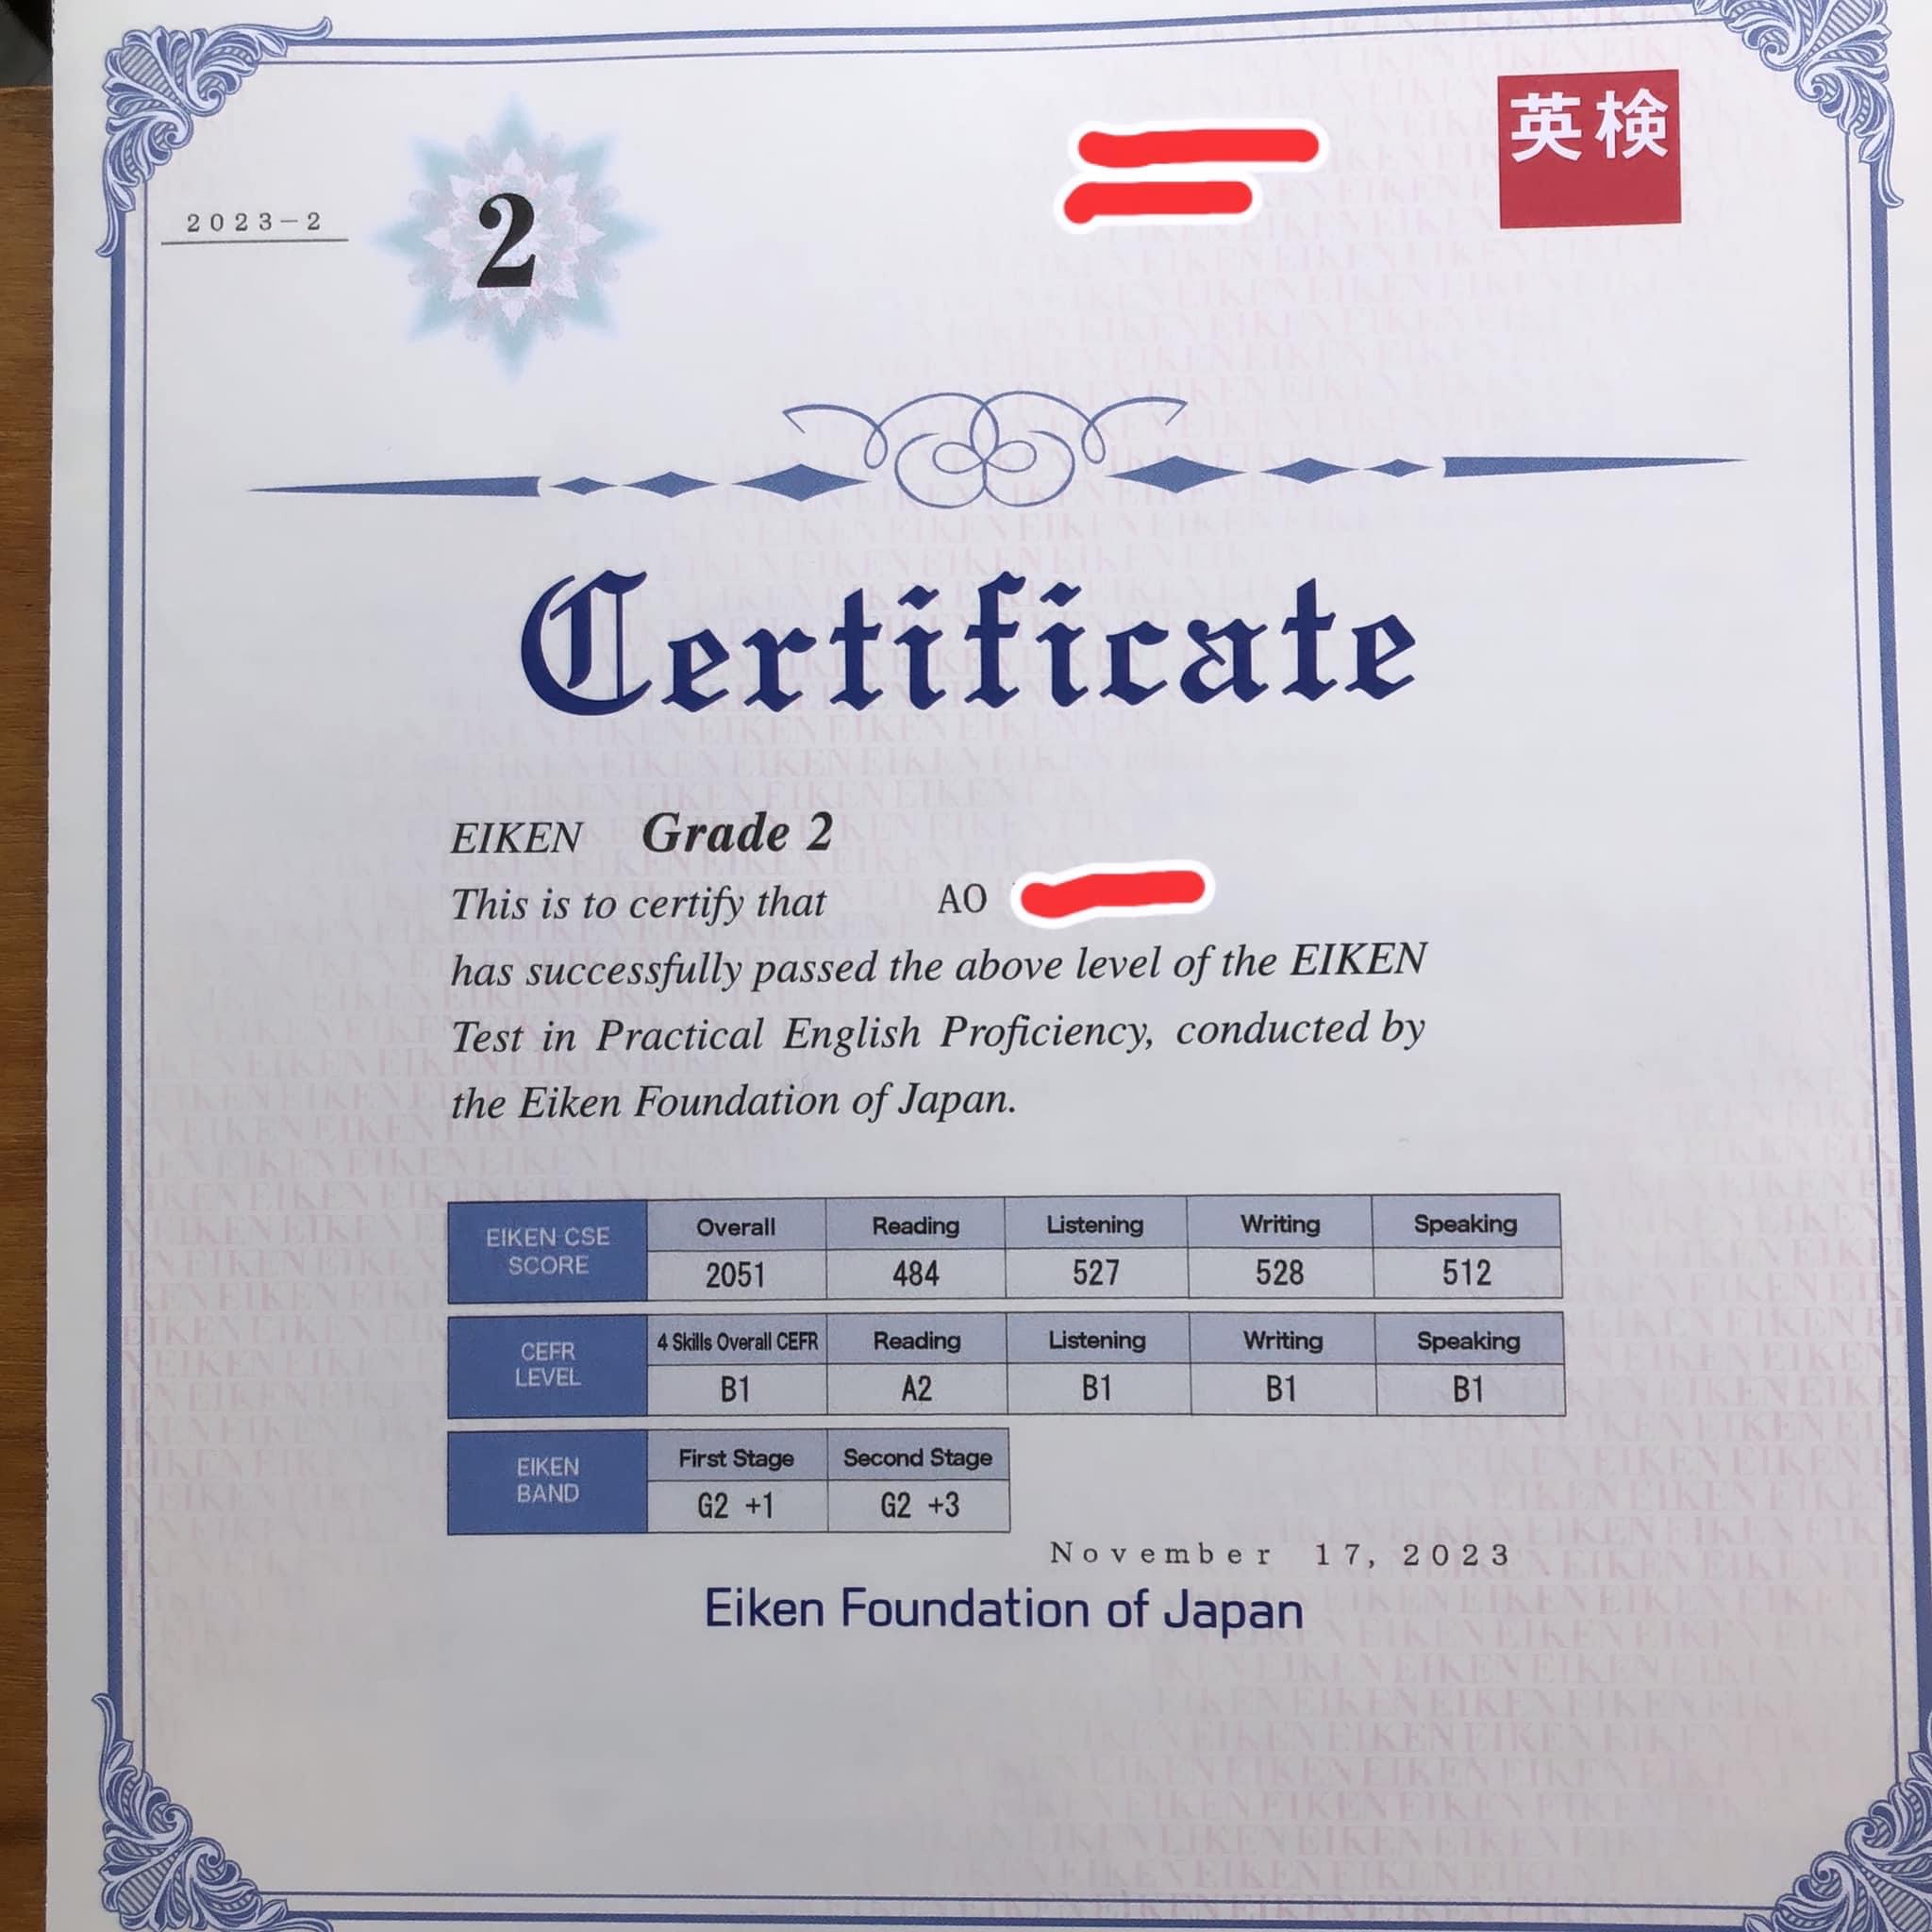 2023-2
2
英検
Certificate
EIKEN Grade 2
This is to certify that AO
has successfully passed the above level of the EIKEN
Test in Practical English Proficiency, conducted by
the Eiken Foundation of Japan.
EIKEN CSE SCORE
Overall Reading Listening Writing Speaking
2051 484 527 528 512
CEFR LEVEL
4 Skills Overall CEFR Reading Listening Writing Speaking
B1 A2 B1 B1 B1
EIKEN BAND
First Stage Second Stage
G2 +1 G2 +3
November 17, 2023
Eiken Foundation of Japan